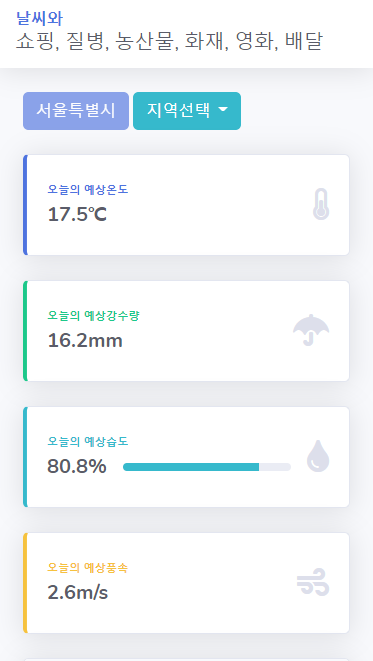 날씨와
쇼핑, 질병, 농산물, 화재, 영화, 배달
서울특별시
지역선택
오늘의 예상온도
17.5℃
오늘의 예상강수량
16.2mm
오늘의 예상습도
80.8%
오늘의 예상풍속
2.6m/s